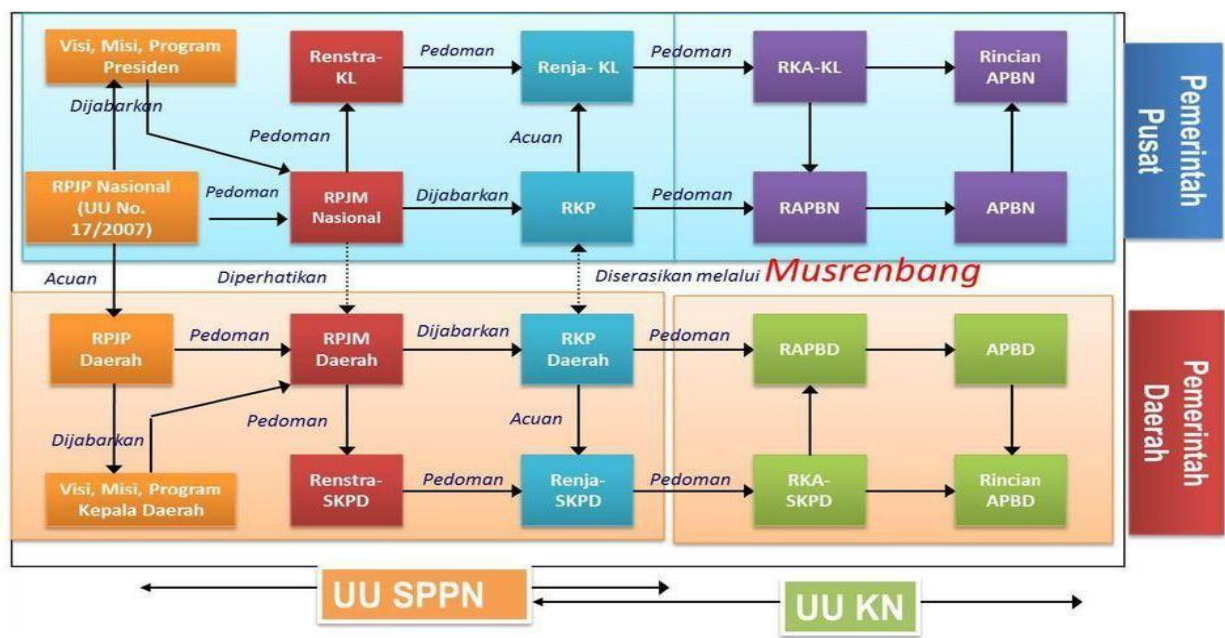 Visi, Misi, Program
Presiden
Renstra-
KL
Pedoman
Renja- KL
Pedoman
RKA-KL
Rincian
APBN
Dijabarkan
Pedoman
Acuan
RPJP Nasional
(UU No.
17/2007)
Pedoman
RPJM
Nasional
Dijabarkan
RKP
Pedoman
RAPBN
APBN
Pemerintah
Pusat
Acuan
Diperhatikan
Diserasikan melalui Musrenbang
RPJP
Daerah
Pedoman
RPJM
Daerah
Dijabarkan
RKP
Daerah
Pedoman
RAPBD
APBD
Dijabarkan
Pedoman
Acuan
Visi, Misi, Program
Kepala Daerah
Renstra-
SKPD
Pedoman
Renja-
SKPD
Pedoman
RKA-
SKPD
Rincian
APBD
Pemerintah
Daerah
UU SPPN
UU KN